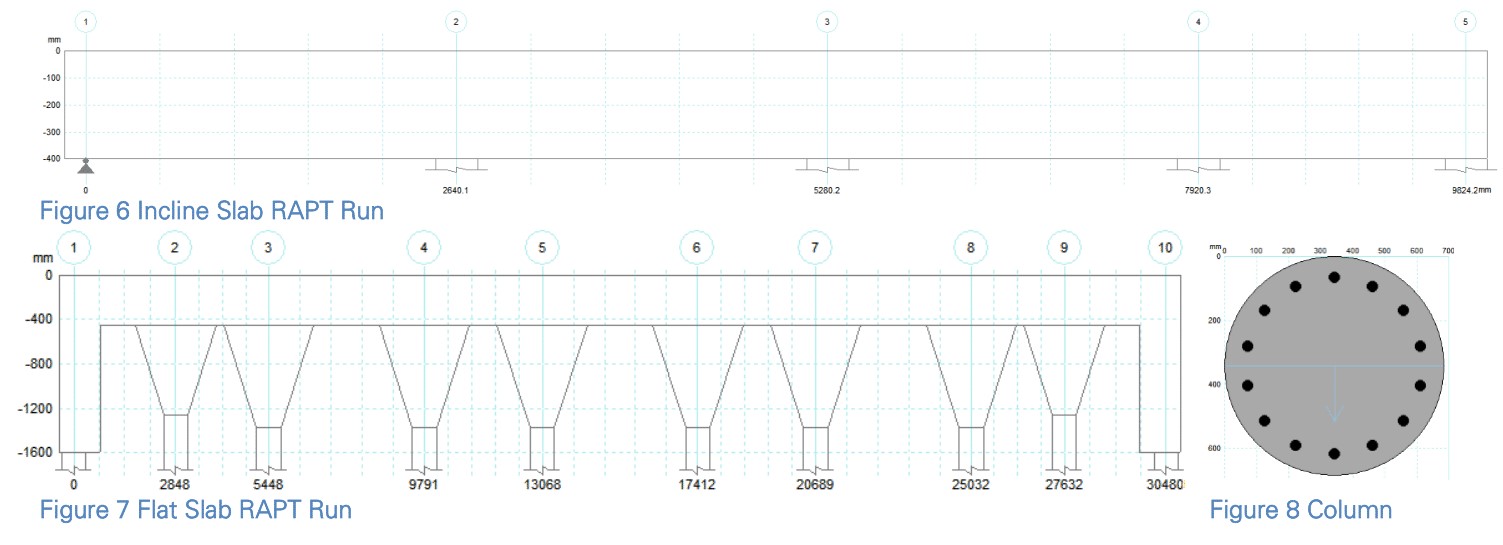 1 2 3 4 5
mm
0
-100
-200
-300
-400
0 2640.1 5280.2 7920.3 9824.2mm
Figure 6 Incline Slab RAPT Run
1 2 3 4 5 6 7 8 9 10
mm
0
-400
-800
-1200
-1600
0 2848 5448 9791 13068 17412 20689 25032 27632 30480
Figure 7 Flat Slab RAPT Run
mm 0 100 200 300 400 500 600 700
0
200
400
600
Figure 8 Column